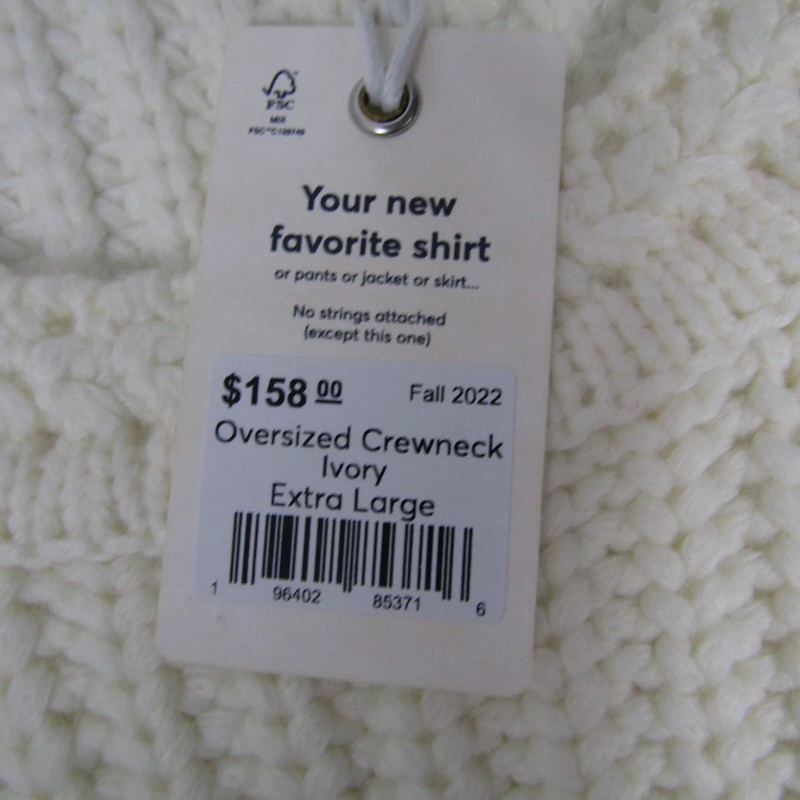 FSC
MIX
FSC™C139749
Your new
favorite shirt
or pants or jacket or skirt...
No strings attached
(except this one)
$158 00 Fall 2022
Oversized Crewneck
Ivory
Extra Large
1 96402 85371 6